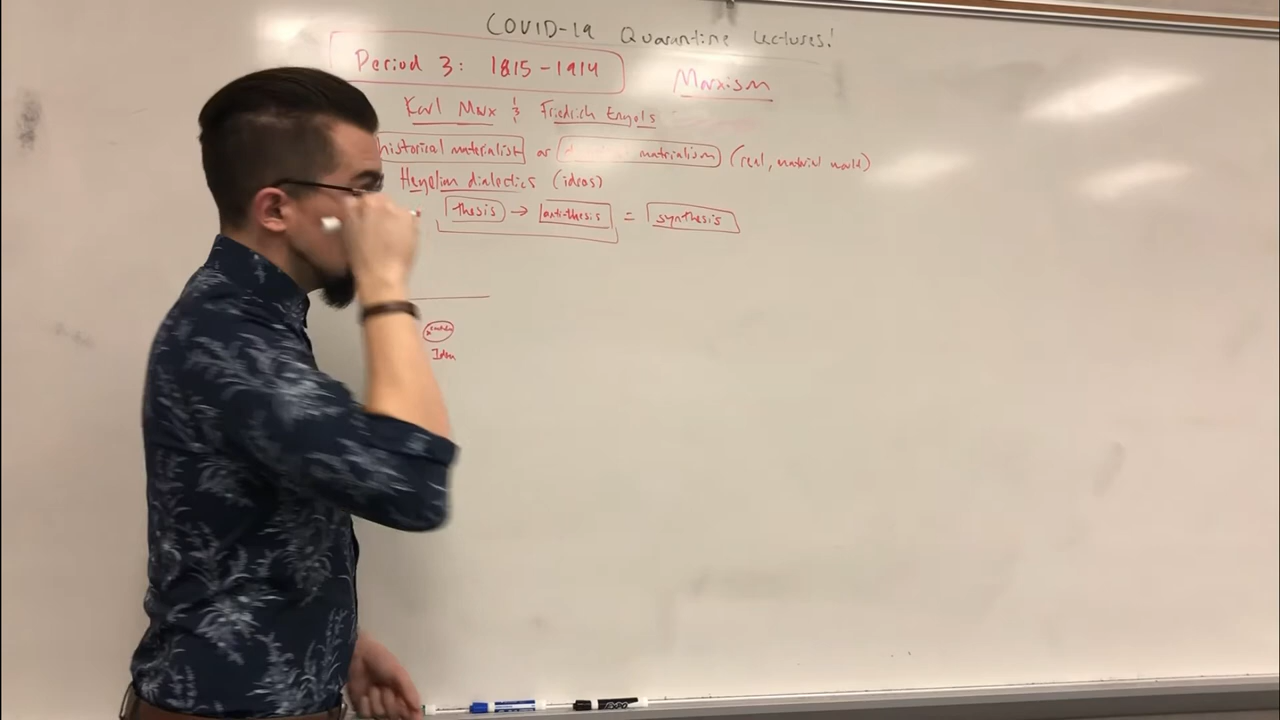 COVID-19 Quarantine Lectures!
Period 3: 1815-1914
Marxism
Karl Marx & Friedrich Engels
historical materialist or materialism (real, material world)
Hegelian dialectics (ideas)
thesis → anti-thesis = synthesis
Idea